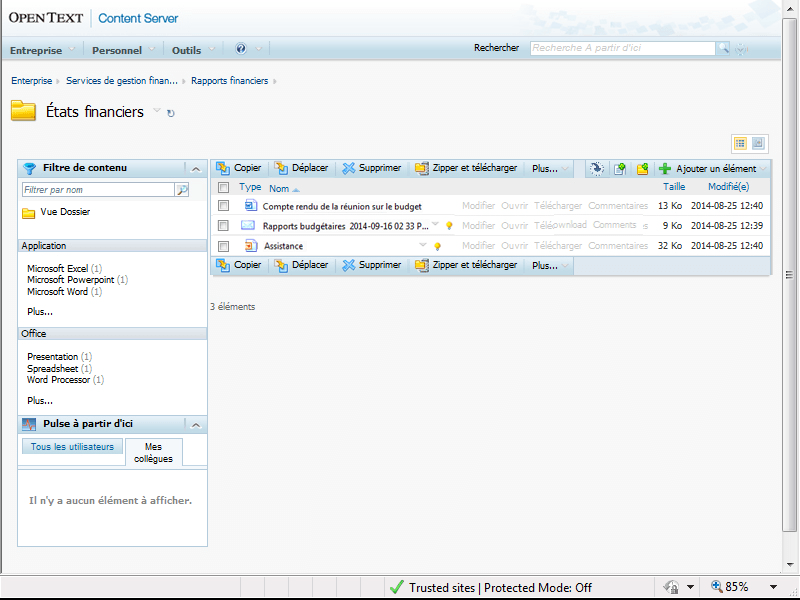 OPEN TEXT | Content Server
Entreprise Personnel Outils Rechercher Recherche A partir d'ici
Entreprise Services de gestion finan... Rapports financiers
États financiers
Filtre de contenu
Filtrer par nom
Vue Dossier
Application
Microsoft Excel (1)
Microsoft Powerpoint (1)
Microsoft Word (1)
Plus...
Office
Presentation (1)
Spreadsheet (1)
Word Processor (1)
Plus...
Pulse à partir d'ici
Tous les utilisateurs Mes collègues
Il n'y a aucun élément à afficher.
Copier Déplacer Supprimer Zipper et télécharger Plus... Ajouter un élément
Type Nom Taille Modifié(e)
Compte rendu de la réunion sur le budget Modifier Ouvrir Télécharger Commentaires 13 Ko 2014-08-25 12:40
Rapports budgétaires 2014-09-16 02 33 P... Modifier Ouvrir Télédownload Comments s 9 Ko 2014-08-25 12:39
Assistance Modifier Ouvrir Télécharger Commentaires 32 Ko 2014-08-25 12:40
Copier Déplacer Supprimer Zipper et télécharger Plus...
3 éléments
Trusted sites | Protected Mode: Off 85%